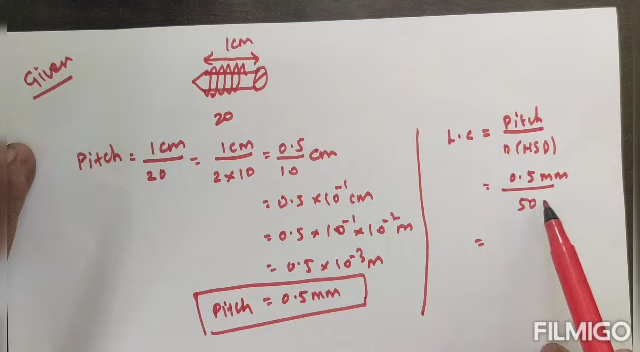 Given
1cm
20
Pitch = 1cm/20 = 1cm/2×10 = 0.5/10 cm
= 0.5×10⁻¹cm
= 0.5×10⁻¹×10⁻²m
= 0.5×10⁻³m
Pitch = 0.5mm
L.C = Pitch/n(HSD)
= 0.5mm/50
=
FILMIGO